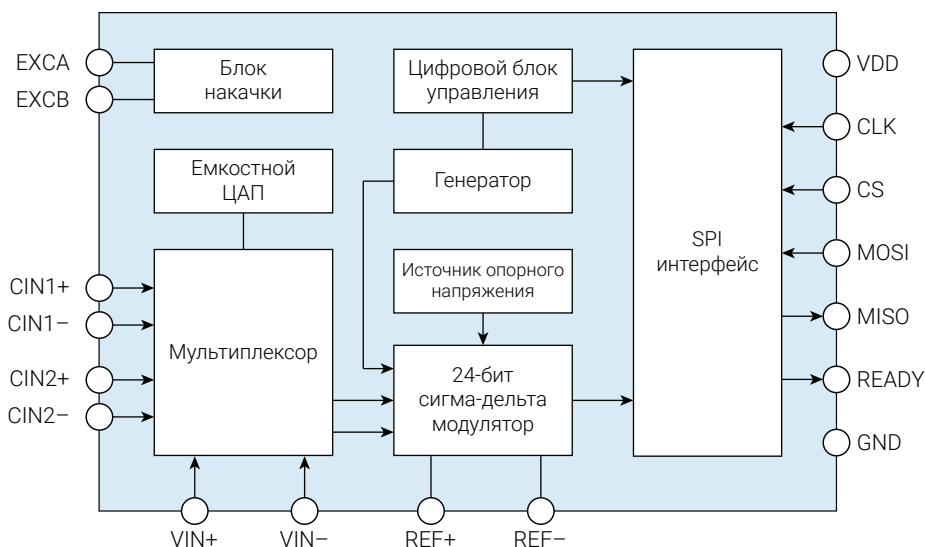 EXCA
EXCB
Блок
накачки
Цифровой блок
управления
VDD
CLK
Емкостной
ЦАП
Генератор
CS
SPI
интерфейс
MOSI
Источник опорного
напряжения
CIN1+
CIN1–
MISO
Мультиплексор
CIN2+
CIN2–
24-бит
сигма-дельта
модулятор
READY
GND
VIN+
VIN–
REF+
REF–